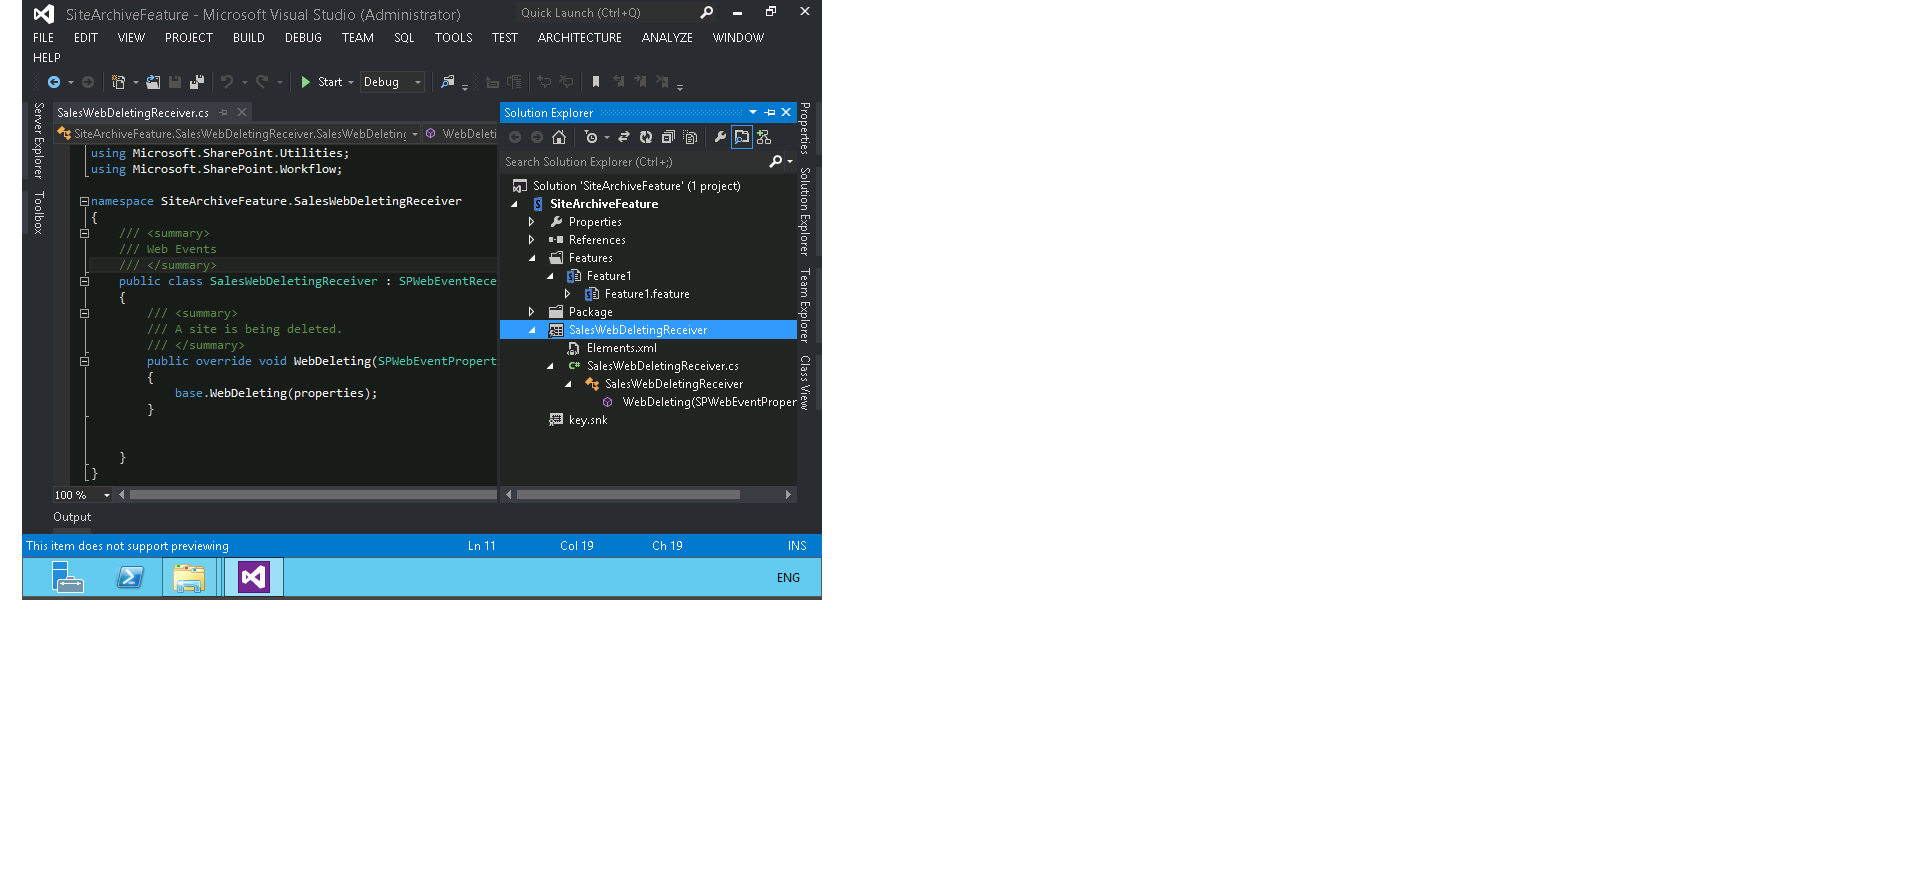 SiteArchiveFeature - Microsoft Visual Studio (Administrator)
Quick Launch (Ctrl+Q)
FILE EDIT VIEW PROJECT BUILD DEBUG TEAM SQL TOOLS TEST ARCHITECTURE ANALYZE WINDOW
HELP
Start Debug
Server Explorer
Toolbox
SalesWebDeletingReceiver.cs
SiteArchiveFeature.SalesWebDeletingReceiver.SalesWebDeleting WebDeleti
using Microsoft.SharePoint.Utilities;
using Microsoft.SharePoint.Workflow;
namespace SiteArchiveFeature.SalesWebDeletingReceiver
{
/// <summary>
/// Web Events
/// </summary>
public class SalesWebDeletingReceiver : SPWebEventRece
{
/// <summary>
/// A site is being deleted.
/// </summary>
public override void WebDeleting(SPWebEventPropert
{
base.WebDeleting(properties);
}
}
}
100 %
Output
Solution Explorer
Search Solution Explorer (Ctrl+;)
Solution 'SiteArchiveFeature' (1 project)
SiteArchiveFeature
Properties
References
Features
Feature1
Feature1.feature
Package
SalesWebDeletingReceiver
Elements.xml
C# SalesWebDeletingReceiver.cs
SalesWebDeletingReceiver
WebDeleting(SPWebEventProper
key.snk
Properties
Solution Explorer
Team Explorer
Class View
This item does not support previewing Ln 11 Col 19 Ch 19 INS
ENG